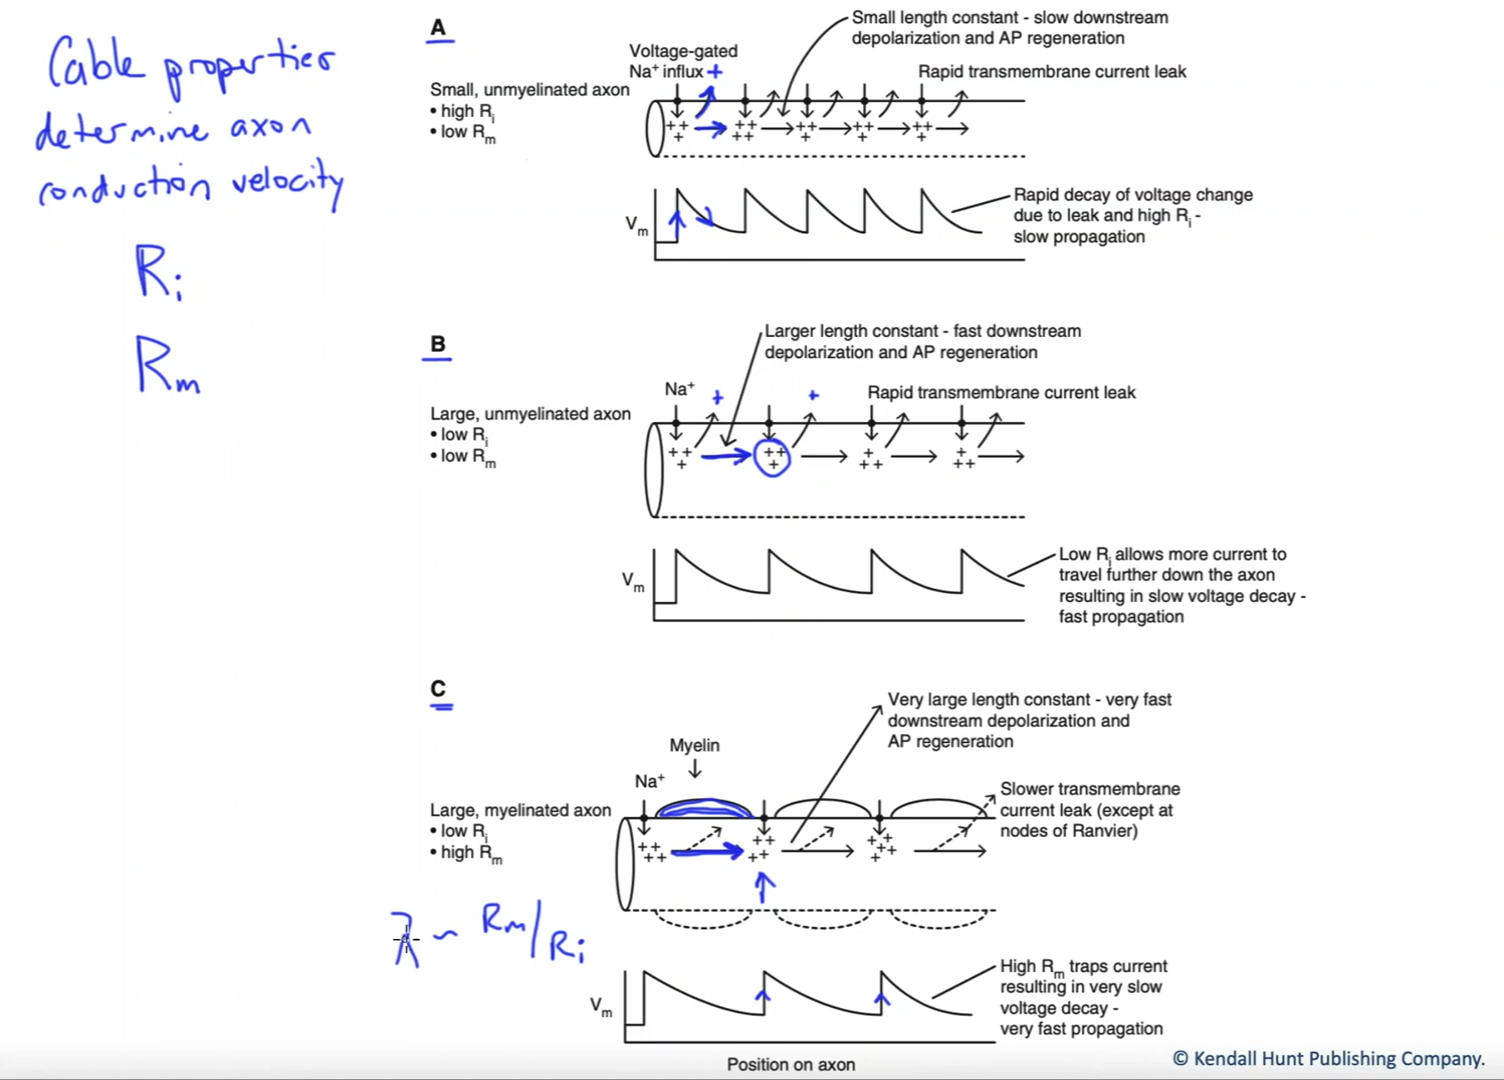 Cable properties
determine axon
conduction velocity
Ri
Rm
A
Small length constant - slow downstream
depolarization and AP regeneration
Voltage-gated
Na+ influx +
Rapid transmembrane current leak
Small, unmyelinated axon
• high Ri
• low Rm
++ ++ ++ ++ ++
+ ++ + + +
Vm
Rapid decay of voltage change
due to leak and high Ri -
slow propagation
B
Larger length constant - fast downstream
depolarization and AP regeneration
Na+ + +
Rapid transmembrane current leak
Large, unmyelinated axon
• low Ri
• low Rm
++ ++ + +
+ + ++ ++
Vm
Low Ri allows more current to
travel further down the axon
resulting in slow voltage decay -
fast propagation
C
Very large length constant - very fast
downstream depolarization and
AP regeneration
Myelin
Na+
Slower transmembrane
current leak (except at
nodes of Ranvier)
Large, myelinated axon
• low Ri
• high Rm
++ ++ ++
++ ++ +++
λ ~ Rm/Ri
Vm
High Rm traps current
resulting in very slow
voltage decay -
very fast propagation
Position on axon
© Kendall Hunt Publishing Company.